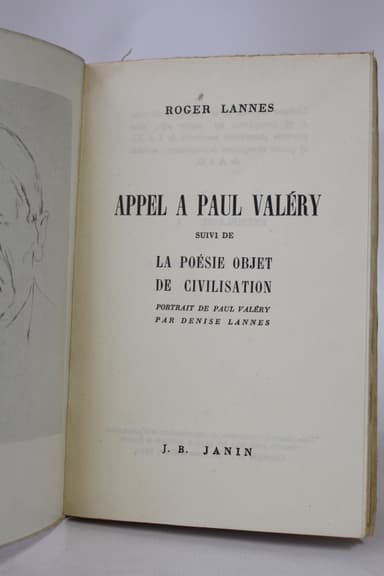 ROGER LANNES
APPEL A PAUL VALÉRY
SUIVI DE
LA POÉSIE OBJET
DE CIVILISATION
PORTRAIT DE PAUL VALÉRY
PAR DENISE LANNES
J. B. JANIN